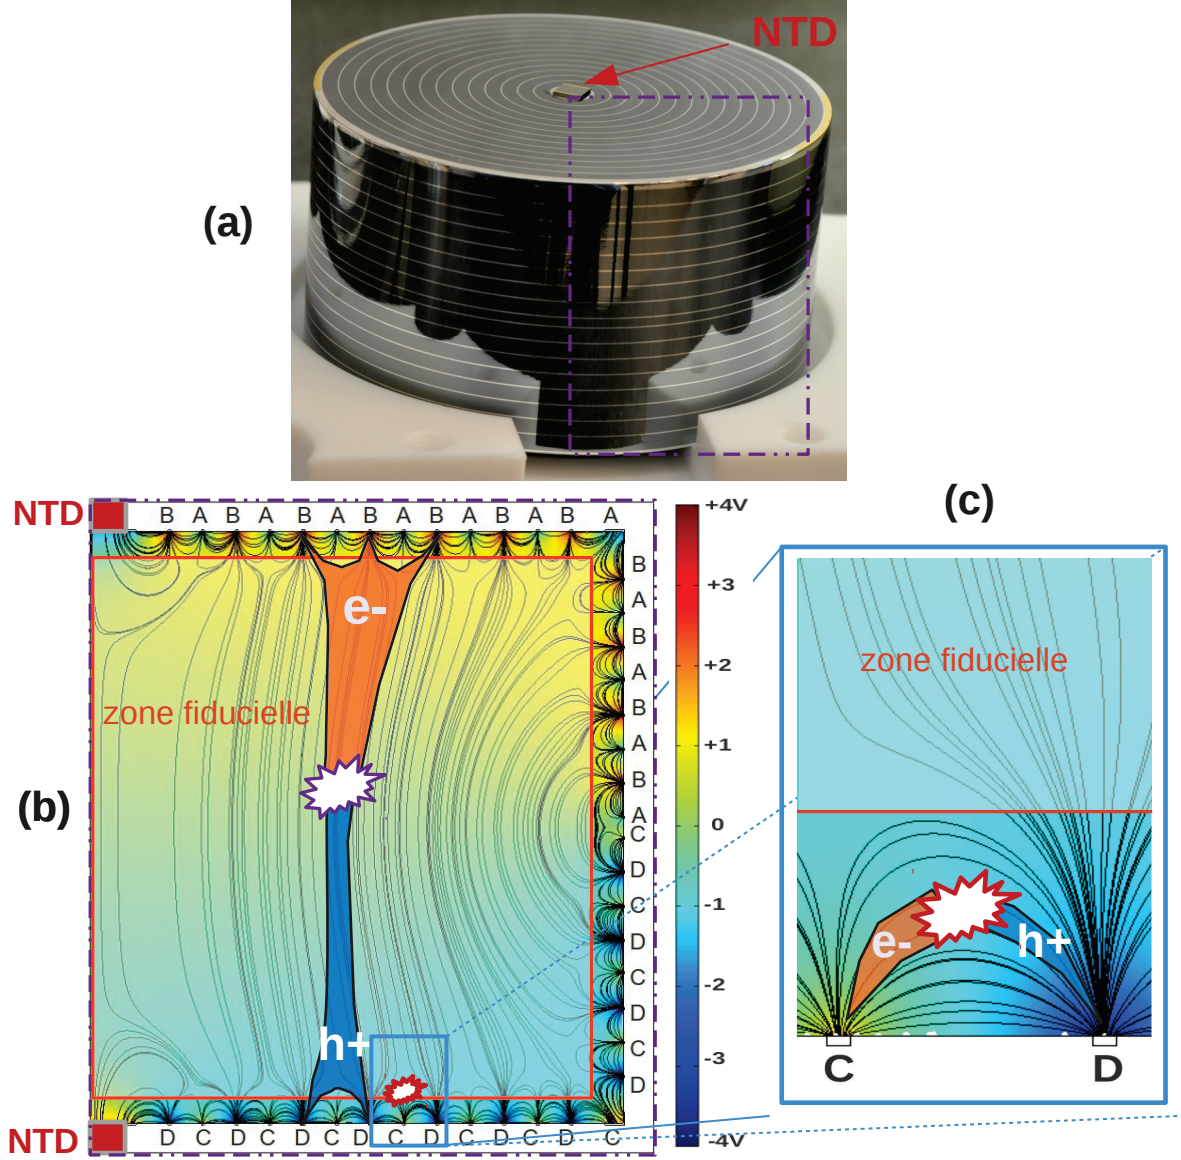 NTD
(a)
(c)
NTD
B A B A B A B A B A B A B A
B
A
B
A
B
A
B
A
C
D
C
D
C
D
C
D
e-
zone fiducielle
(b)
h+
NTD
D C D C D C D C D C D C D C
+4V
+3
+2
+1
0
-1
-2
-3
-4V
zone fiducielle
e-
h+
C
D